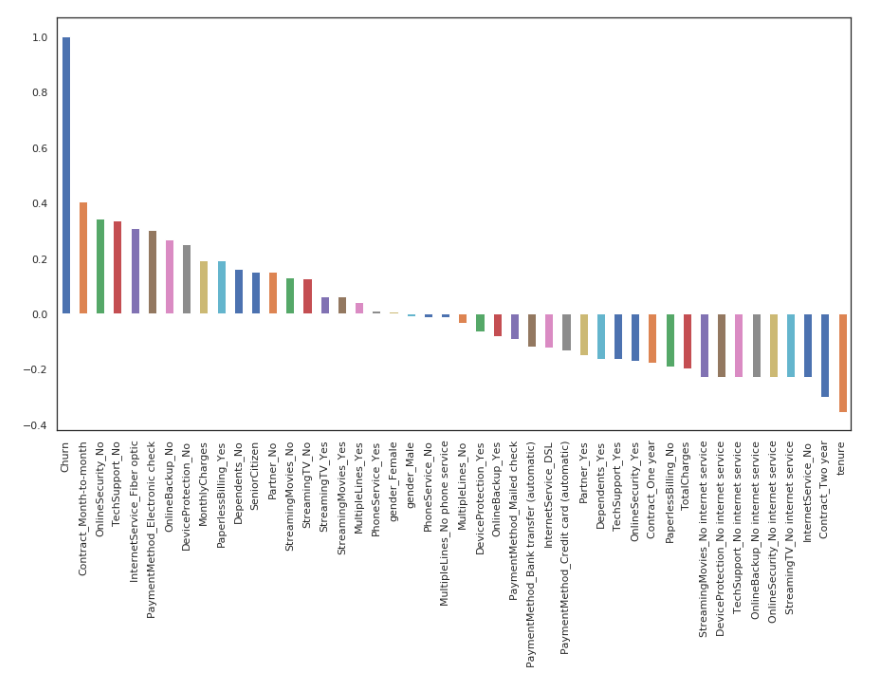 1.0
0.8
0.6
0.4
0.2
0.0
−0.2
−0.4
Churn
Contract_Month-to-month
OnlineSecurity_No
TechSupport_No
InternetService_Fiber optic
PaymentMethod_Electronic check
OnlineBackup_No
DeviceProtection_No
MonthlyCharges
PaperlessBilling_Yes
Dependents_No
SeniorCitizen
Partner_No
StreamingMovies_No
StreamingTV_No
StreamingTV_Yes
StreamingMovies_Yes
MultipleLines_Yes
PhoneService_Yes
gender_Female
gender_Male
PhoneService_No
MultipleLines_No phone service
MultipleLines_No
DeviceProtection_Yes
OnlineBackup_Yes
PaymentMethod_Mailed check
PaymentMethod_Bank transfer (automatic)
InternetService_DSL
PaymentMethod_Credit card (automatic)
Partner_Yes
Dependents_Yes
TechSupport_Yes
OnlineSecurity_Yes
Contract_One year
PaperlessBilling_No
TotalCharges
StreamingMovies_No internet service
DeviceProtection_No internet service
TechSupport_No internet service
OnlineBackup_No internet service
OnlineSecurity_No internet service
StreamingTV_No internet service
InternetService_No
Contract_Two year
tenure